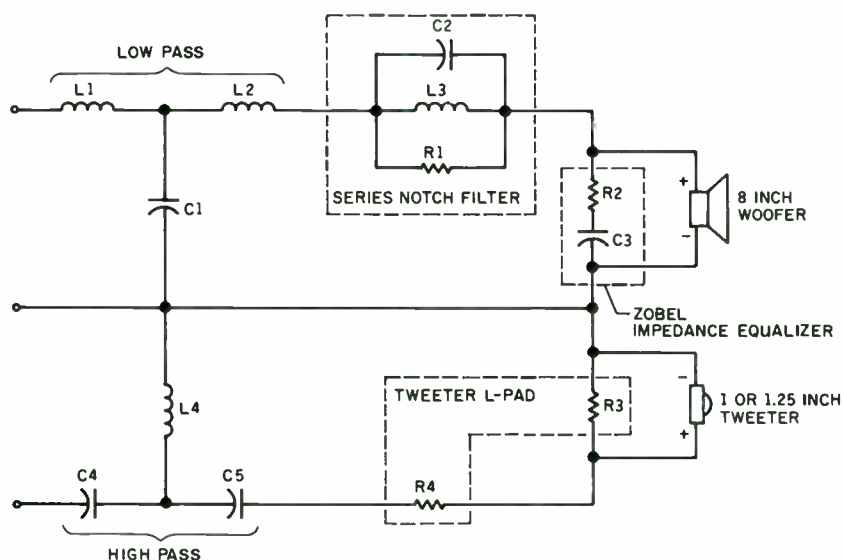 C2
LOW PASS
L1
L2
L3
R1
SERIES NOTCH FILTER
C1
R2
C3
+
-
8 INCH
WOOFER
ZOBEL
IMPEDANCE EQUALIZER
TWEETER L-PAD
R3
-
+
1 OR 1.25 INCH
TWEETER
L4
C4
C5
R4
HIGH PASS